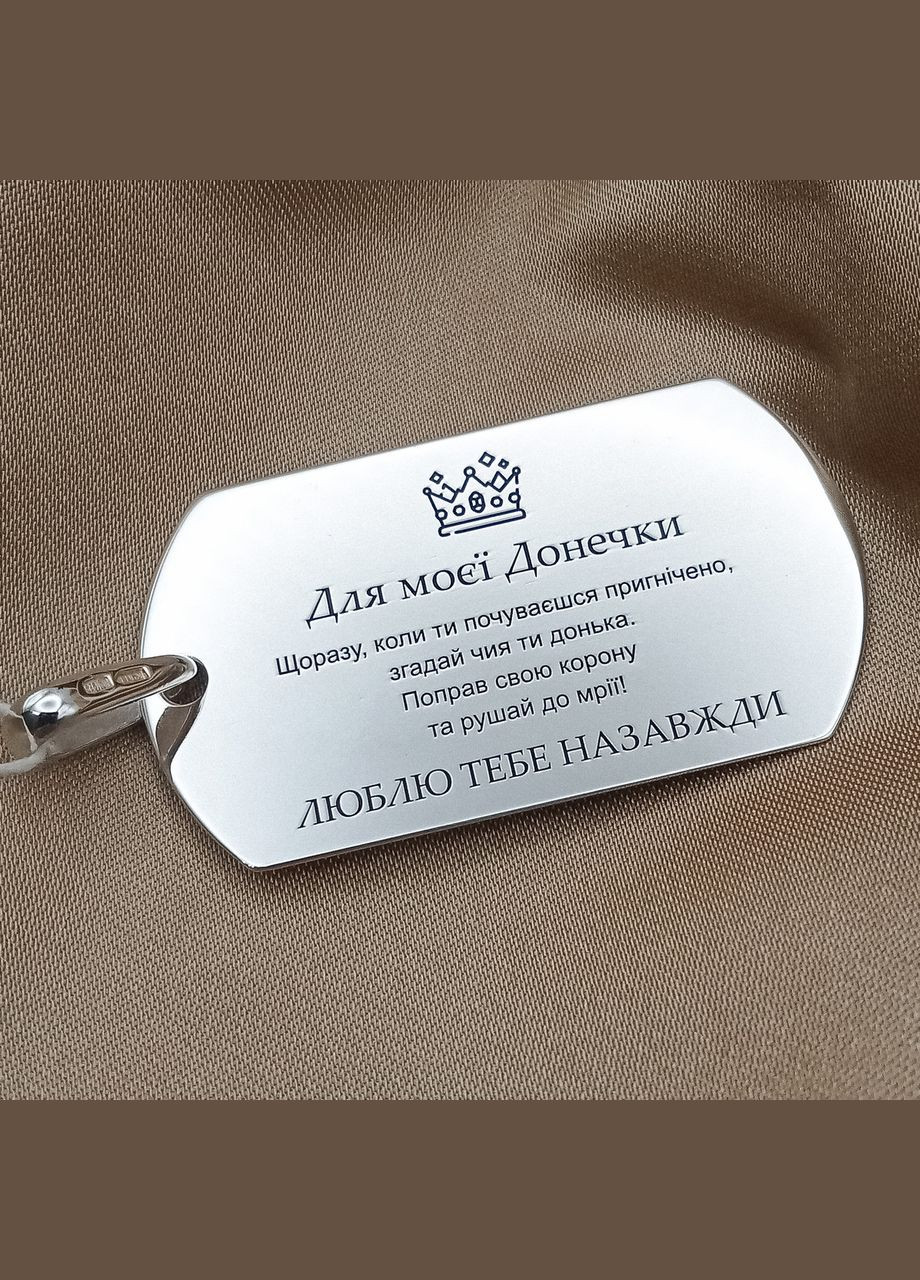 Для моєї Донечки
Щоразу, коли ти почуваєшся пригнічено,
згадай чия ти донька.
Поправ свою корону
та рушай до мрії!
ЛЮБЛЮ ТЕБЕ НАЗАВЖДИ